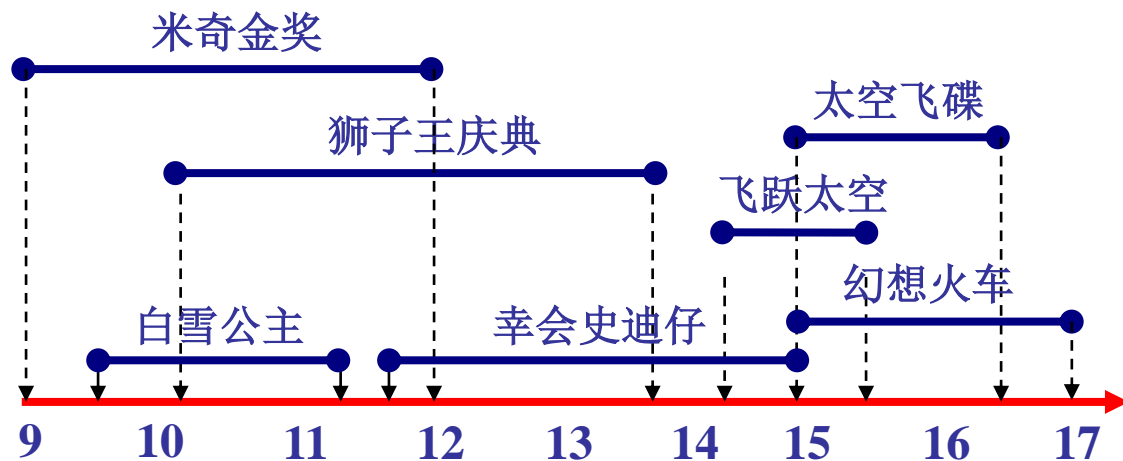 米奇金奖
太空飞碟
狮子王庆典
飞跃太空
幻想火车
白雪公主
幸会史迪仔
9 10 11 12 13 14 15 16 17